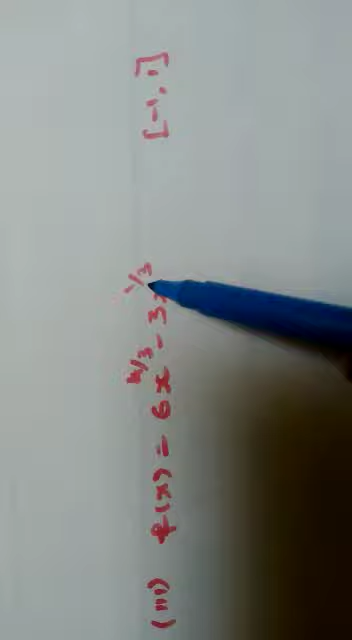 (iii) f(x) = 6x^4/3 - 3x^1/3 [-1, 1]